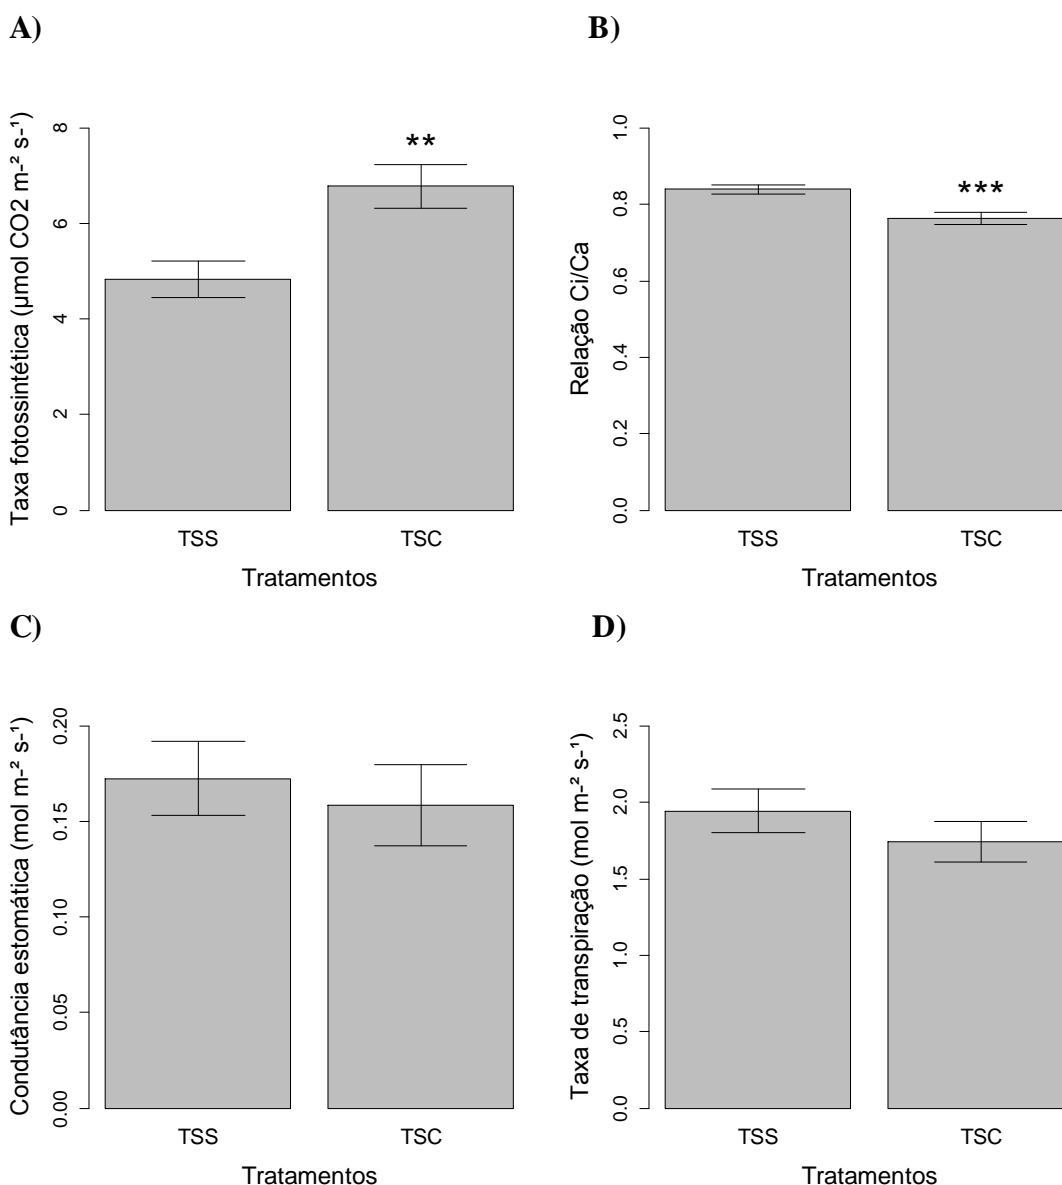 A)
Taxa fotossintética (µmol CO2 m-² s-¹)
8
6
4
2
0
**
TSS
TSC
Tratamentos
B)
Relação Ci/Ca
1.0
0.8
0.6
0.4
0.2
0.0
***
TSS
TSC
Tratamentos
C)
Condutância estomática (mol m-² s-¹)
0.20
0.15
0.10
0.05
0.00
TSS
TSC
Tratamentos
D)
Taxa de transpiração (mol m-² s-¹)
2.5
2.0
1.5
1.0
0.5
0.0
TSS
TSC
Tratamentos